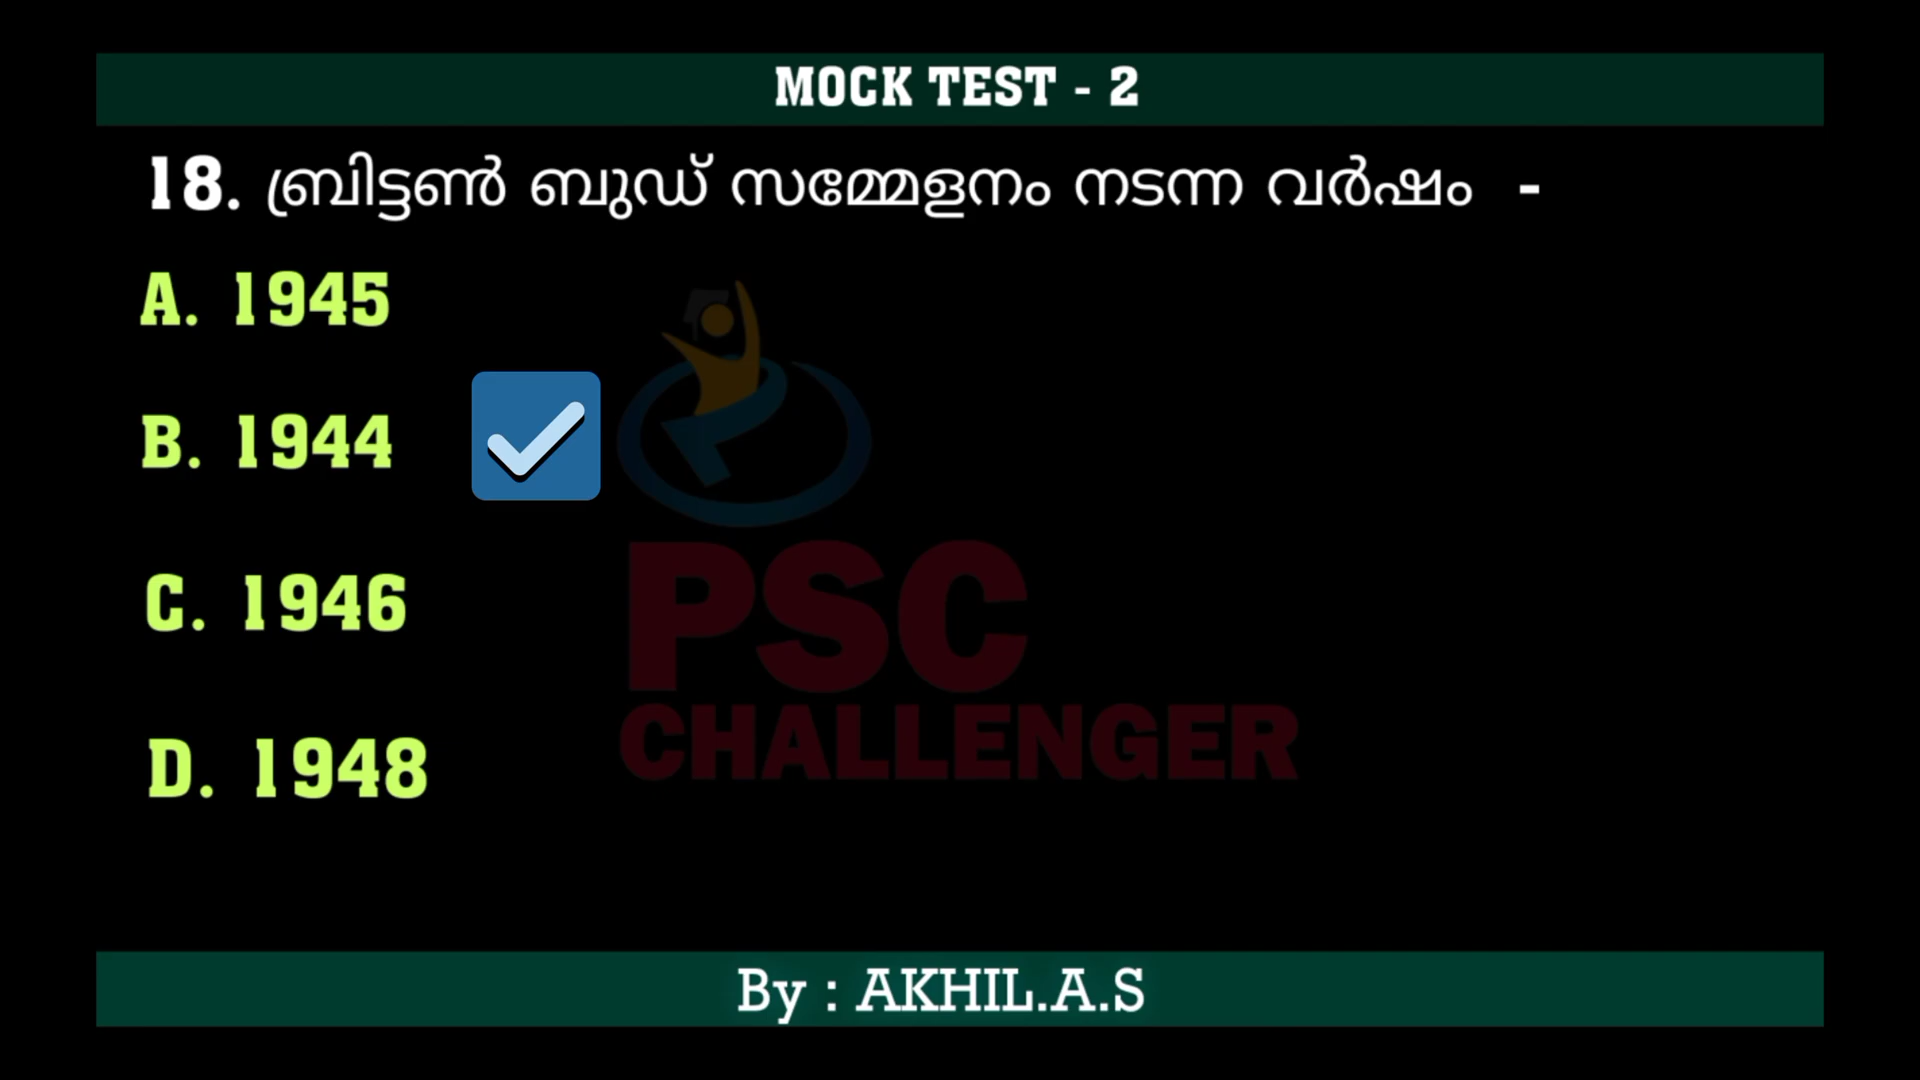 MOCK TEST - 2
18. ബ്രിട്ടൺ ബുഡ് സമ്മേളനം നടന്ന വർഷം -
A. 1945
B. 1944
C. 1946
D. 1948
PSC
CHALLENGER
By : AKHIL.A.S